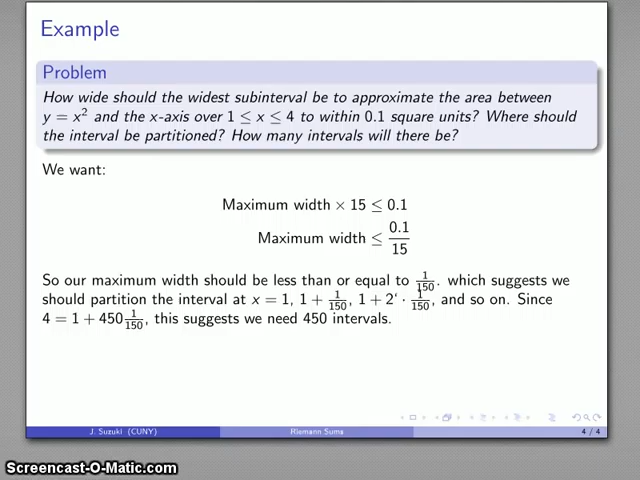 Example
Problem
How wide should the widest subinterval be to approximate the area between
y = x² and the x-axis over 1 ≤ x ≤ 4 to within 0.1 square units? Where should
the interval be partitioned? How many intervals will there be?
We want:
Maximum width × 15 ≤ 0.1
Maximum width ≤ 0.1/15
So our maximum width should be less than or equal to 1/150. which suggests we
should partition the interval at x = 1, 1 + 1/150, 1 + 2‘ · 1/150, and so on. Since
4 = 1 + 450 1/150, this suggests we need 450 intervals.
J. Suzuki (CUNY) Riemann Sums 4 / 4
Screencast-O-Matic.com